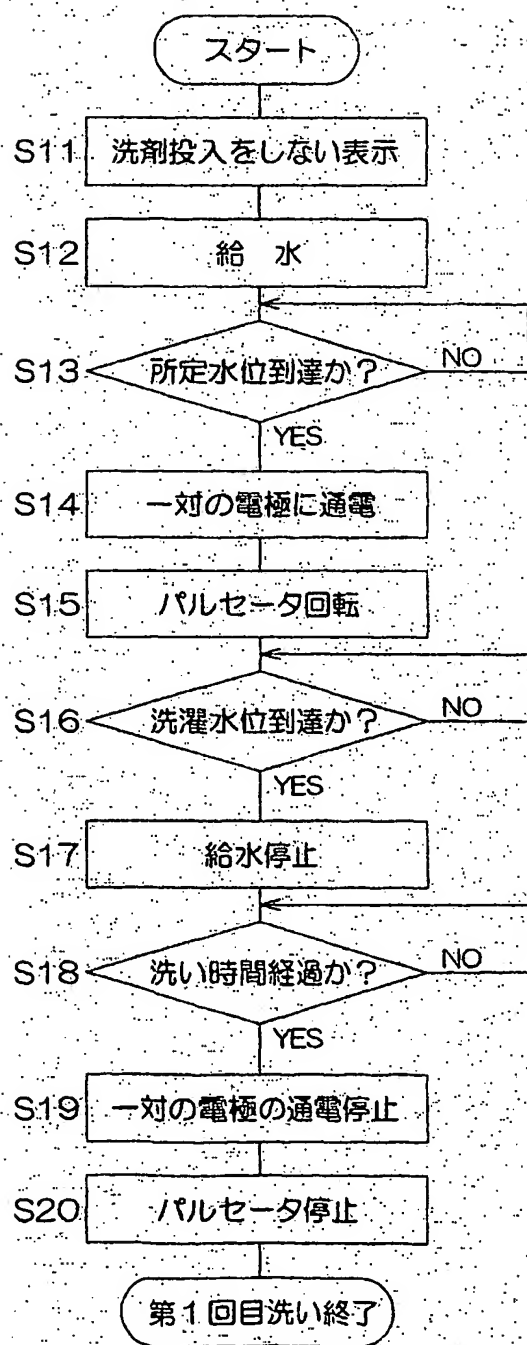 スタート
S11 洗剤投入をしない表示
S12 給 水
S13 所定水位到達か? NO
YES
S14 一対の電極に通電
S15 パルセータ回転
S16 洗濯水位到達か? NO
YES
S17 給水停止
S18 洗い時間経過か? NO
YES
S19 一対の電極の通電停止
S20 パルセータ停止
第1回目洗い終了